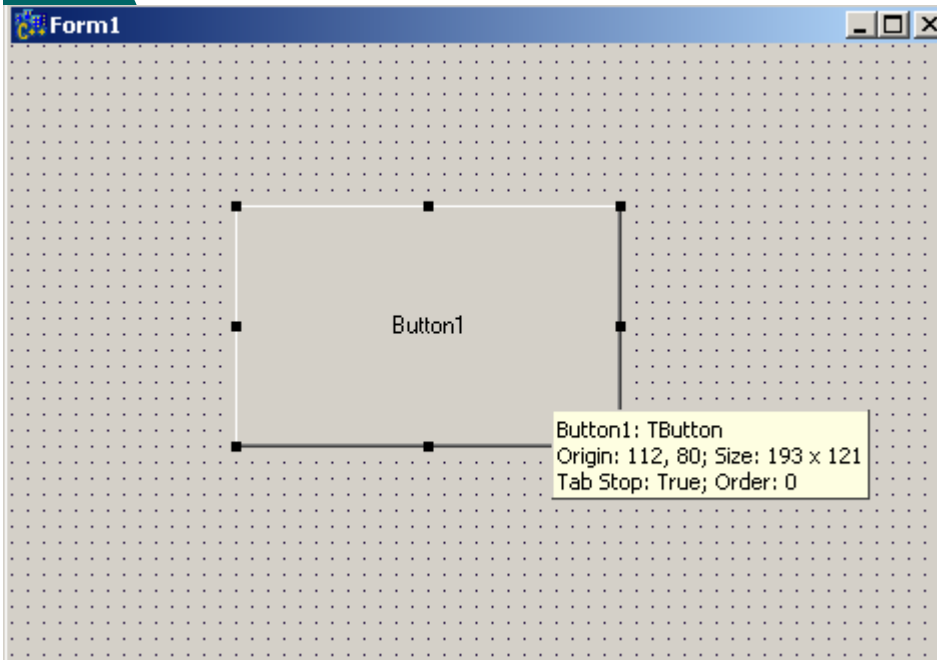 Form1
Button1
Button1: TButton
Origin: 112, 80; Size: 193 x 121
Tab Stop: True; Order: 0